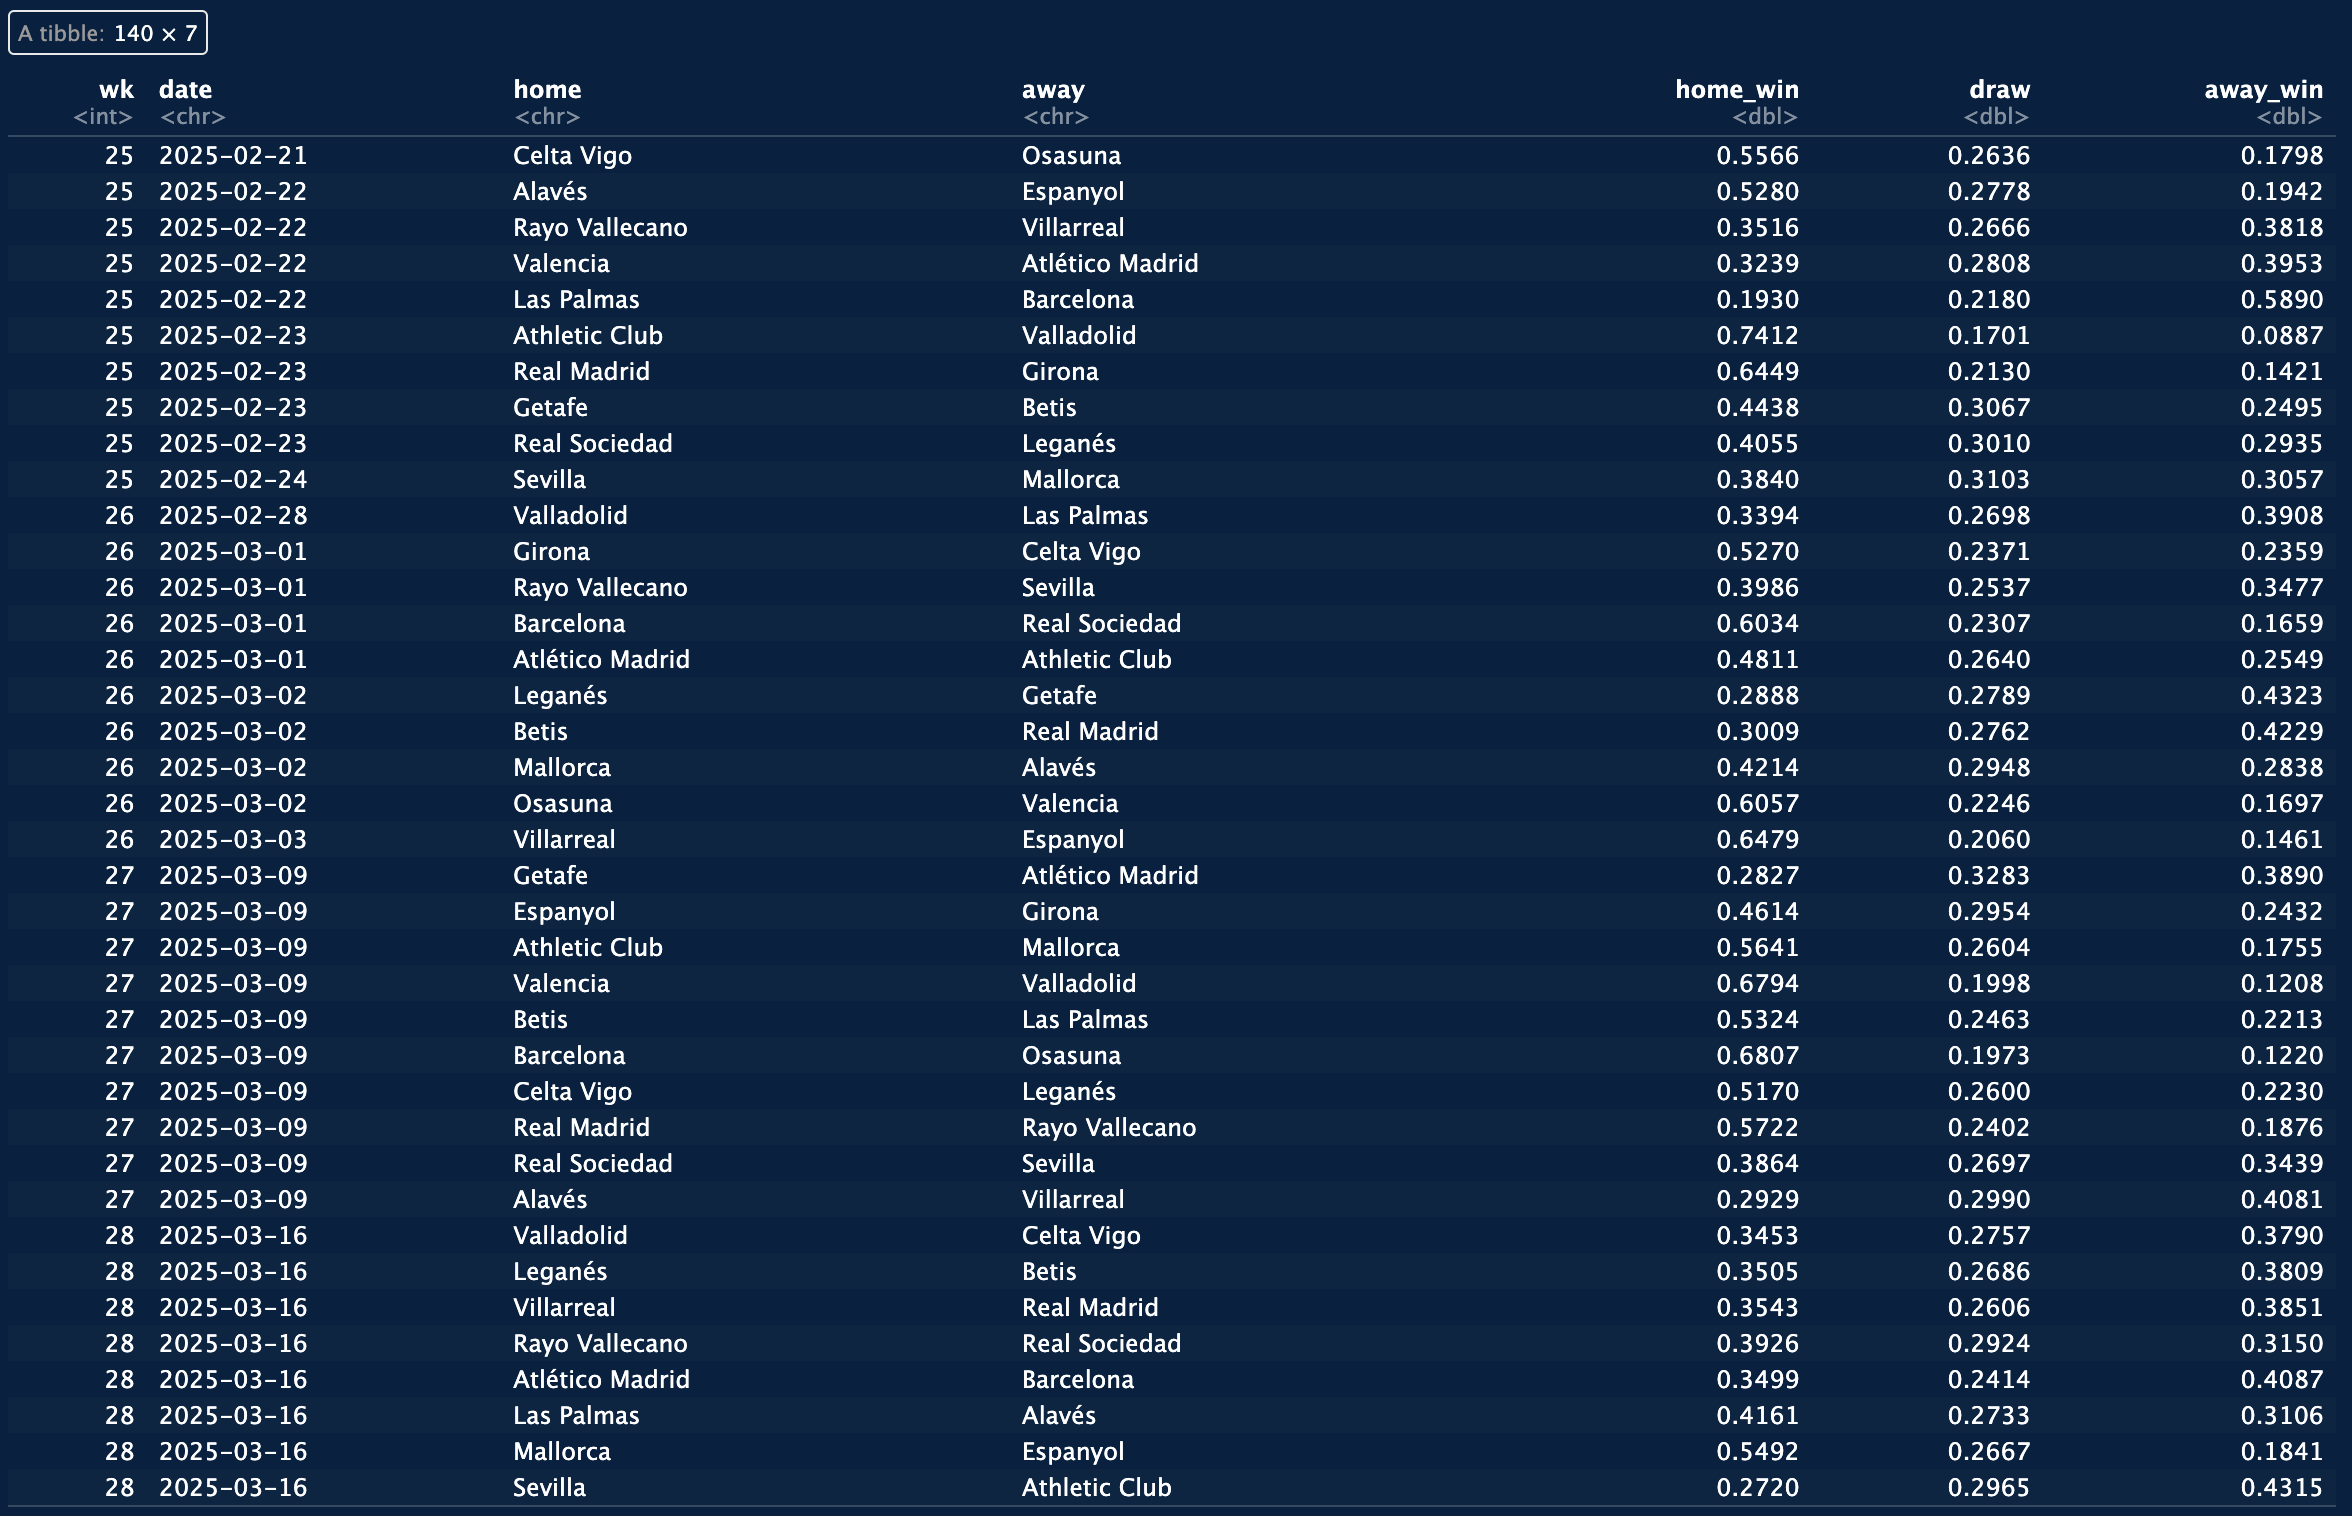 A tibble: 140 × 7
wk date home away home_win draw away_win
<int> <chr> <chr> <chr> <dbl> <dbl> <dbl>
25 2025-02-21 Celta Vigo Osasuna 0.5566 0.2636 0.1798
25 2025-02-22 Alavés Espanyol 0.5280 0.2778 0.1942
25 2025-02-22 Rayo Vallecano Villarreal 0.3516 0.2666 0.3818
25 2025-02-22 Valencia Atlético Madrid 0.3239 0.2808 0.3953
25 2025-02-22 Las Palmas Barcelona 0.1930 0.2180 0.5890
25 2025-02-23 Athletic Club Valladolid 0.7412 0.1701 0.0887
25 2025-02-23 Real Madrid Girona 0.6449 0.2130 0.1421
25 2025-02-23 Getafe Betis 0.4438 0.3067 0.2495
25 2025-02-23 Real Sociedad Leganés 0.4055 0.3010 0.2935
25 2025-02-24 Sevilla Mallorca 0.3840 0.3103 0.3057
26 2025-02-28 Valladolid Las Palmas 0.3394 0.2698 0.3908
26 2025-03-01 Girona Celta Vigo 0.5270 0.2371 0.2359
26 2025-03-01 Rayo Vallecano Sevilla 0.3986 0.2537 0.3477
26 2025-03-01 Barcelona Real Sociedad 0.6034 0.2307 0.1659
26 2025-03-01 Atlético Madrid Athletic Club 0.4811 0.2640 0.2549
26 2025-03-02 Leganés Getafe 0.2888 0.2789 0.4323
26 2025-03-02 Betis Real Madrid 0.3009 0.2762 0.4229
26 2025-03-02 Mallorca Alavés 0.4214 0.2948 0.2838
26 2025-03-02 Osasuna Valencia 0.6057 0.2246 0.1697
26 2025-03-03 Villarreal Espanyol 0.6479 0.2060 0.1461
27 2025-03-09 Getafe Atlético Madrid 0.2827 0.3283 0.3890
27 2025-03-09 Espanyol Girona 0.4614 0.2954 0.2432
27 2025-03-09 Athletic Club Mallorca 0.5641 0.2604 0.1755
27 2025-03-09 Valencia Valladolid 0.6794 0.1998 0.1208
27 2025-03-09 Betis Las Palmas 0.5324 0.2463 0.2213
27 2025-03-09 Barcelona Osasuna 0.6807 0.1973 0.1220
27 2025-03-09 Celta Vigo Leganés 0.5170 0.2600 0.2230
27 2025-03-09 Real Madrid Rayo Vallecano 0.5722 0.2402 0.1876
27 2025-03-09 Real Sociedad Sevilla 0.3864 0.2697 0.3439
27 2025-03-09 Alavés Villarreal 0.2929 0.2990 0.4081
28 2025-03-16 Valladolid Celta Vigo 0.3453 0.2757 0.3790
28 2025-03-16 Leganés Betis 0.3505 0.2686 0.3809
28 2025-03-16 Villarreal Real Madrid 0.3543 0.2606 0.3851
28 2025-03-16 Rayo Vallecano Real Sociedad 0.3926 0.2924 0.3150
28 2025-03-16 Atlético Madrid Barcelona 0.3499 0.2414 0.4087
28 2025-03-16 Las Palmas Alavés 0.4161 0.2733 0.3106
28 2025-03-16 Mallorca Espanyol 0.5492 0.2667 0.1841
28 2025-03-16 Sevilla Athletic Club 0.2720 0.2965 0.4315